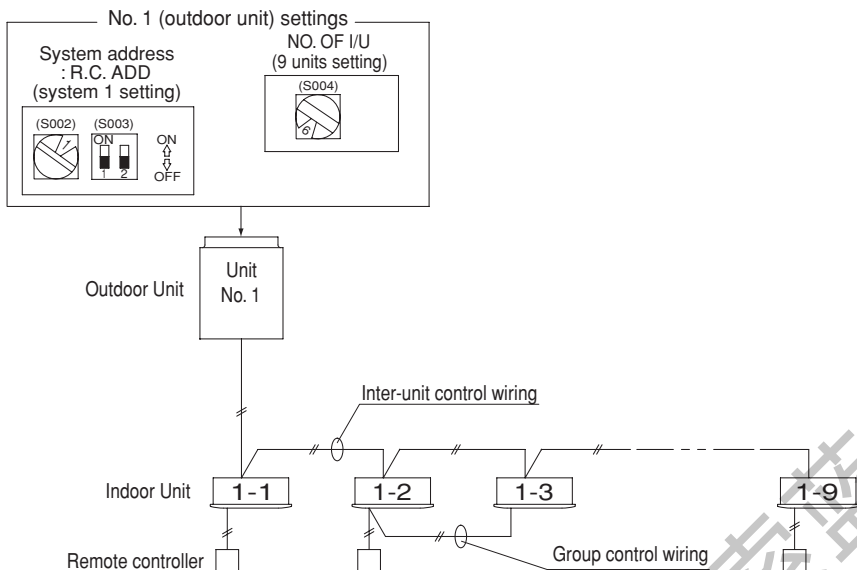 No. 1 (outdoor unit) settings
System address
: R.C. ADD
(system 1 setting)
NO. OF I/U
(9 units setting)
(S004)
9
(S002)
(S003)
1
ON
1
2
ON
OFF
Unit
No. 1
Outdoor Unit
Inter-unit control wiring
Indoor Unit
1-1
1-2
1-3
1-9
Remote controller
Group control wiring